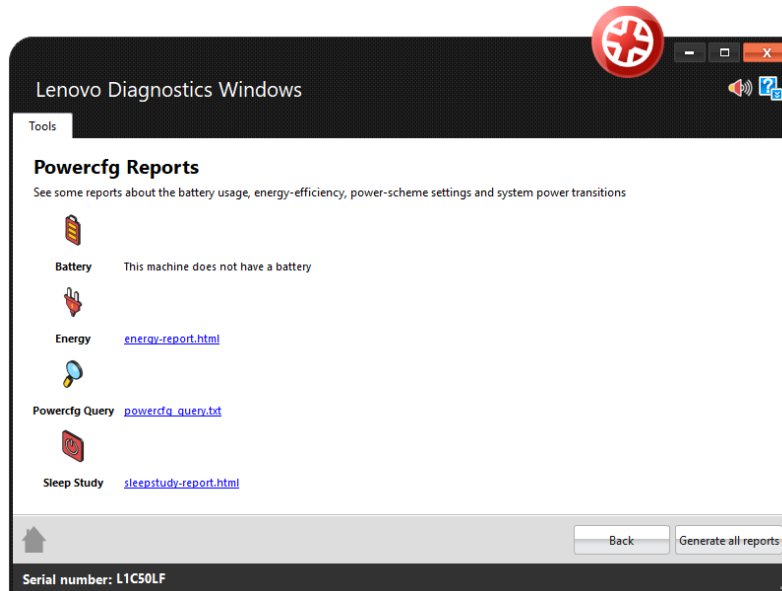 Lenovo Diagnostics Windows
Tools
Powercfg Reports
See some reports about the battery usage, energy-efficiency, power-scheme settings and system power transitions
Battery This machine does not have a battery
Energy energy-report.html
Powercfg Query powercfg_query.txt
Sleep Study sleepstudy-report.html
Back Generate all reports
Serial number: L1C50LF